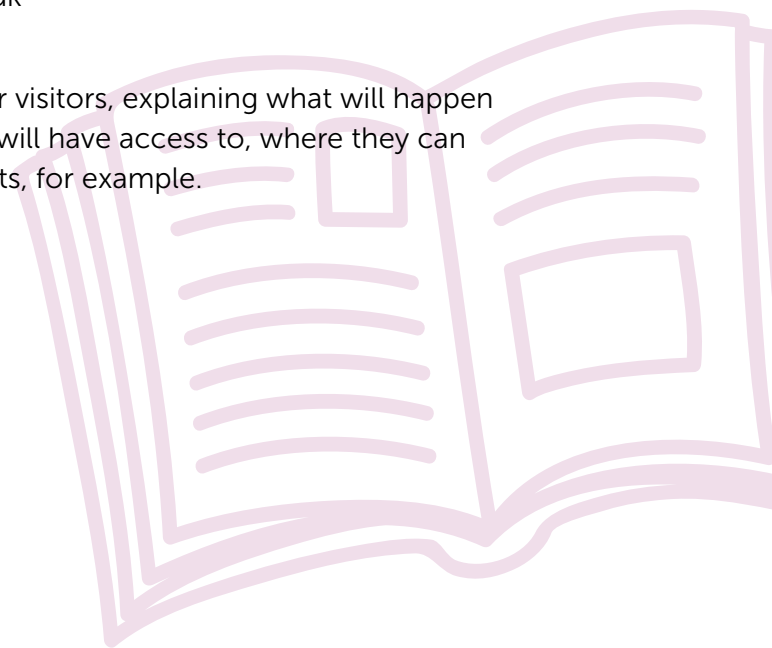 r visitors, explaining what will happen
will have access to, where they can
ts, for example.